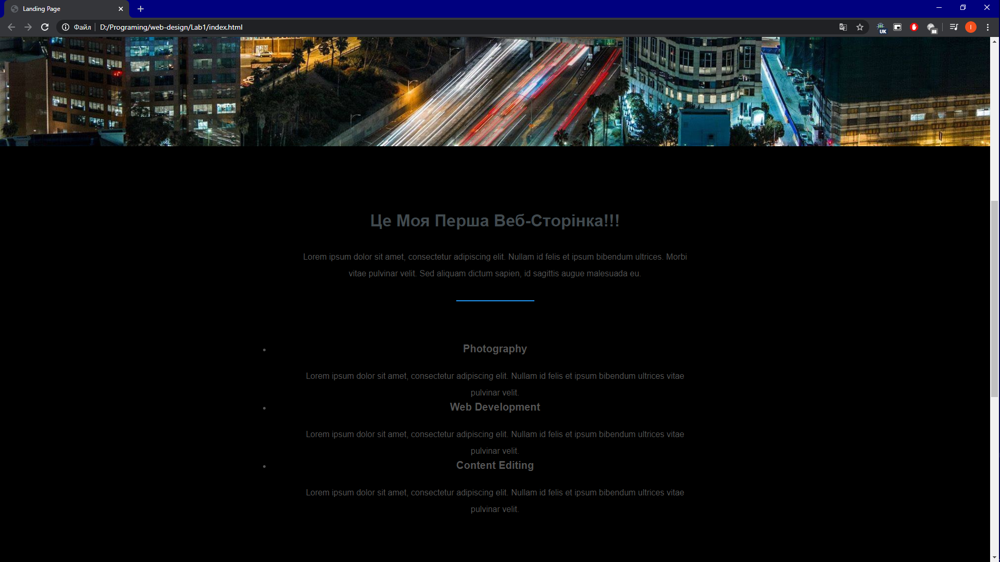 Landing Page
Файл
D:/Programing/web-design/Lab1/index.html
UK
I
Це Моя Перша Веб-Сторінка!!!
Lorem ipsum dolor sit amet, consectetur adipiscing elit. Nullam id felis et ipsum bibendum ultrices. Morbi
vitae pulvinar velit. Sed aliquam dictum sapien, id sagittis augue malesuada eu.
• Photography
Lorem ipsum dolor sit amet, consectetur adipiscing elit. Nullam id felis et ipsum bibendum ultrices vitae
pulvinar velit.
• Web Development
Lorem ipsum dolor sit amet, consectetur adipiscing elit. Nullam id felis et ipsum bibendum ultrices vitae
pulvinar velit.
• Content Editing
Lorem ipsum dolor sit amet, consectetur adipiscing elit. Nullam id felis et ipsum bibendum ultrices vitae
pulvinar velit.